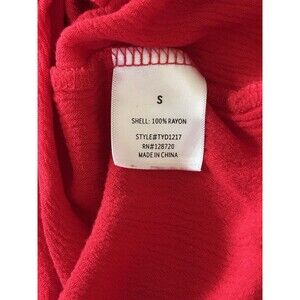 S
SHELL: 100% RAYON
STYLE#TYD1217
RN#128720
MADE IN CHINA